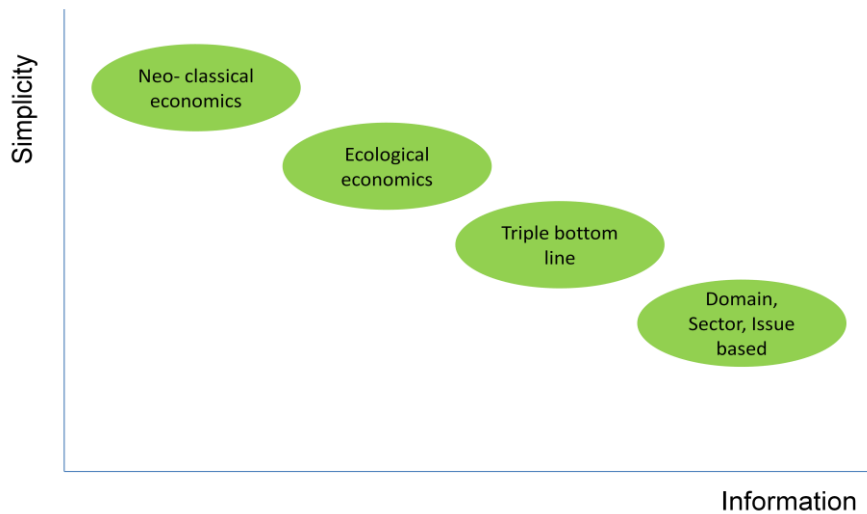 Simplicity
Neo- classical
economics
Ecological
economics
Triple bottom
line
Domain,
Sector, Issue
based
Information